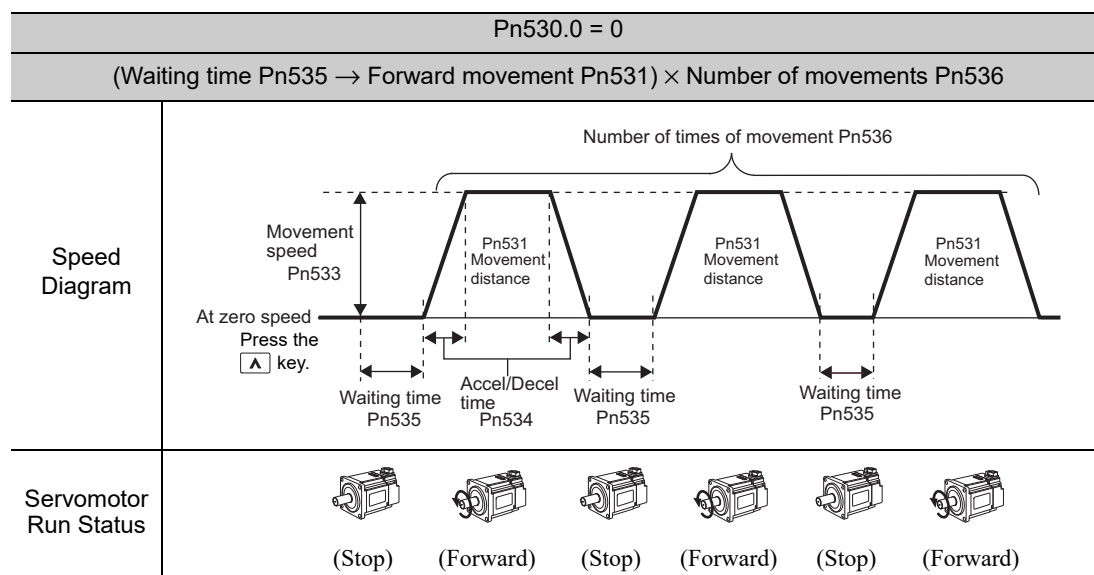 Pn530.0 = 0
(Waiting time Pn535 → Forward movement Pn531) × Number of movements Pn536
Speed
Diagram
Number of times of movement Pn536
Movement
speed
Pn533
Pn531
Movement
distance
Pn531
Movement
distance
Pn531
Movement
distance
At zero speed
Press the
∧ key.
Waiting time
Pn535
Accel/Decel
time
Pn534
Waiting time
Pn535
Waiting time
Pn535
Servomotor
Run Status
(Stop) (Forward) (Stop) (Forward) (Stop) (Forward)